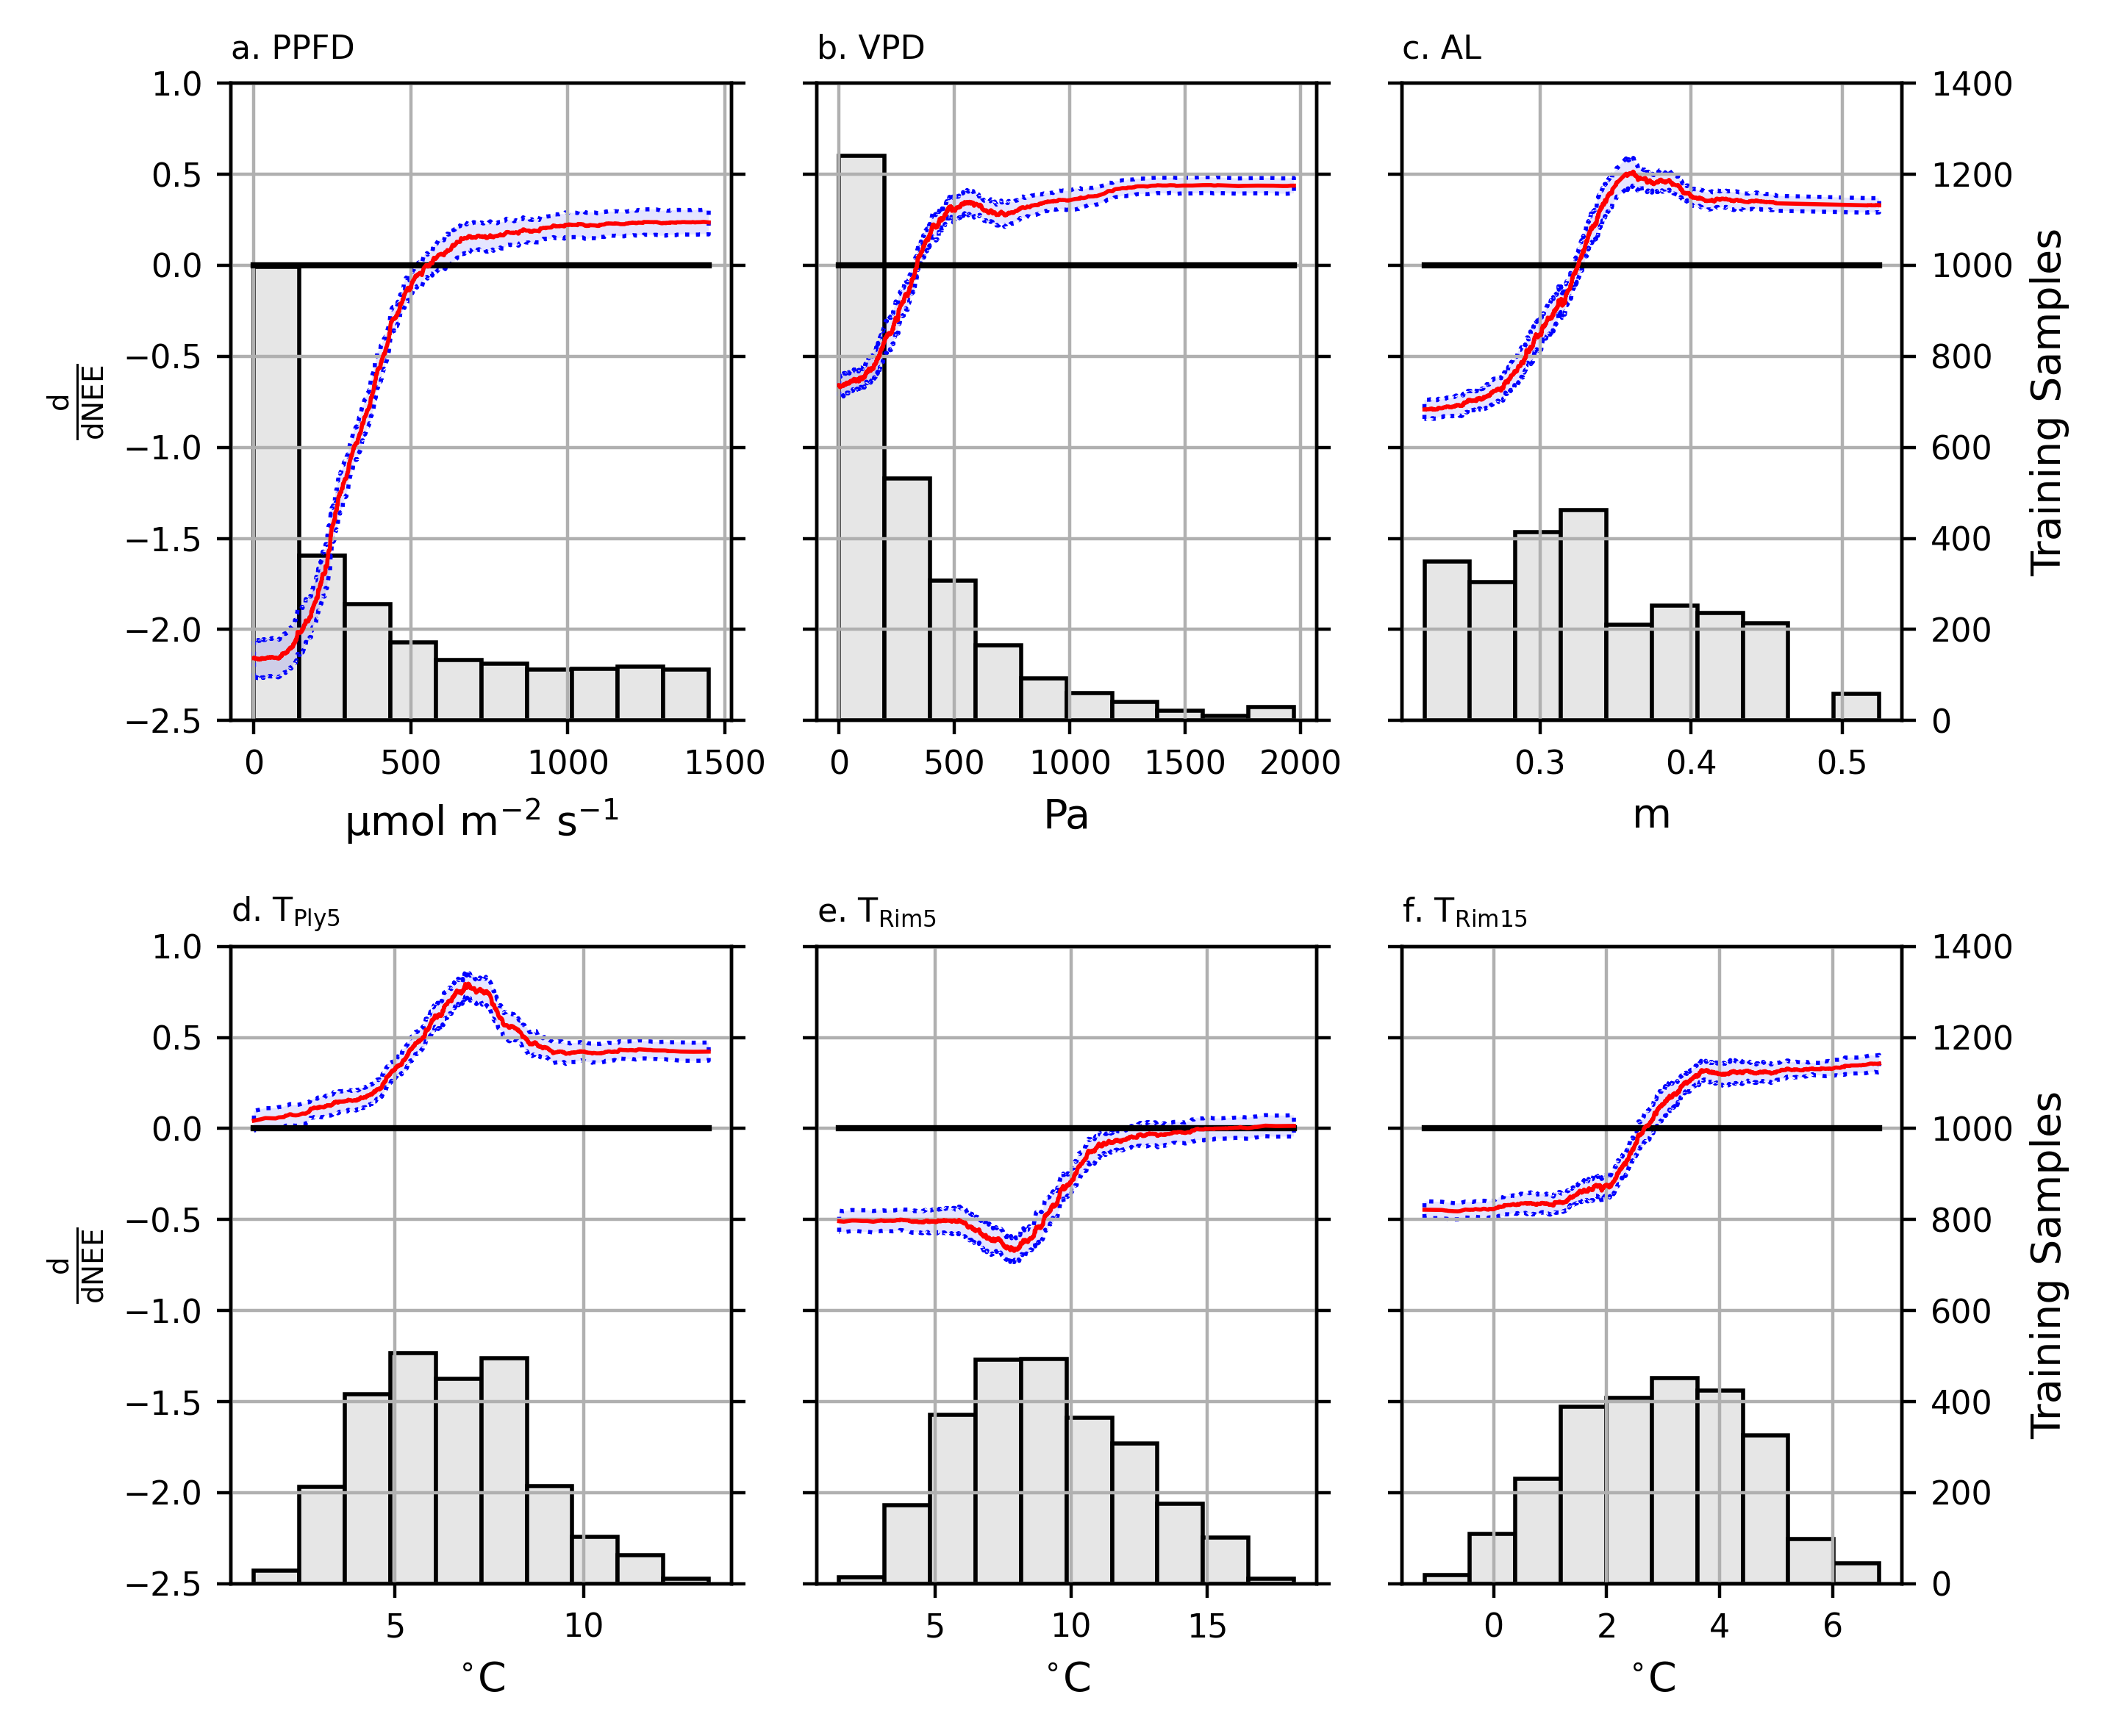 a. PPFD
b. VPD
c. AL
1.0
0.5
0.0
−0.5
−1.0
−1.5
−2.0
−2.5
d
dNEE
1400
1200
1000
800
600
400
200
0
Training Samples
0 500 1000 1500
0 500 1000 1500 2000
0.3 0.4 0.5
µmol m⁻² s⁻¹
Pa
m
d. T_Ply5
e. T_Rim5
f. T_Rim15
1.0
0.5
0.0
−0.5
−1.0
−1.5
−2.0
−2.5
d
dNEE
1400
1200
1000
800
600
400
200
0
Training Samples
5 10
5 10 15
0 2 4 6
°C
°C
°C